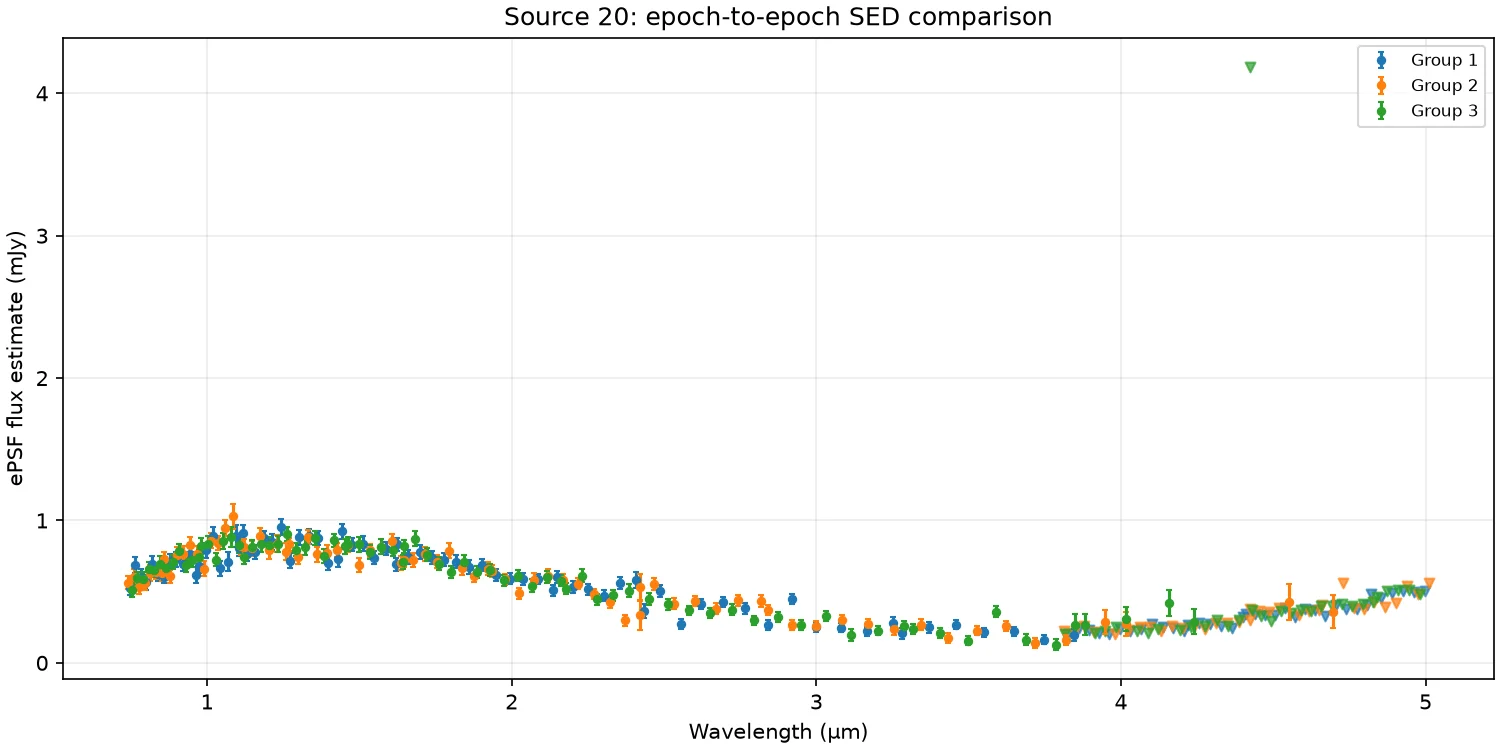 Source 20: epoch-to-epoch SED comparison
Group 1
Group 2
Group 3
ePSF flux estimate (mJy)
4
3
2
1
0
1 2 3 4 5
Wavelength (μm)